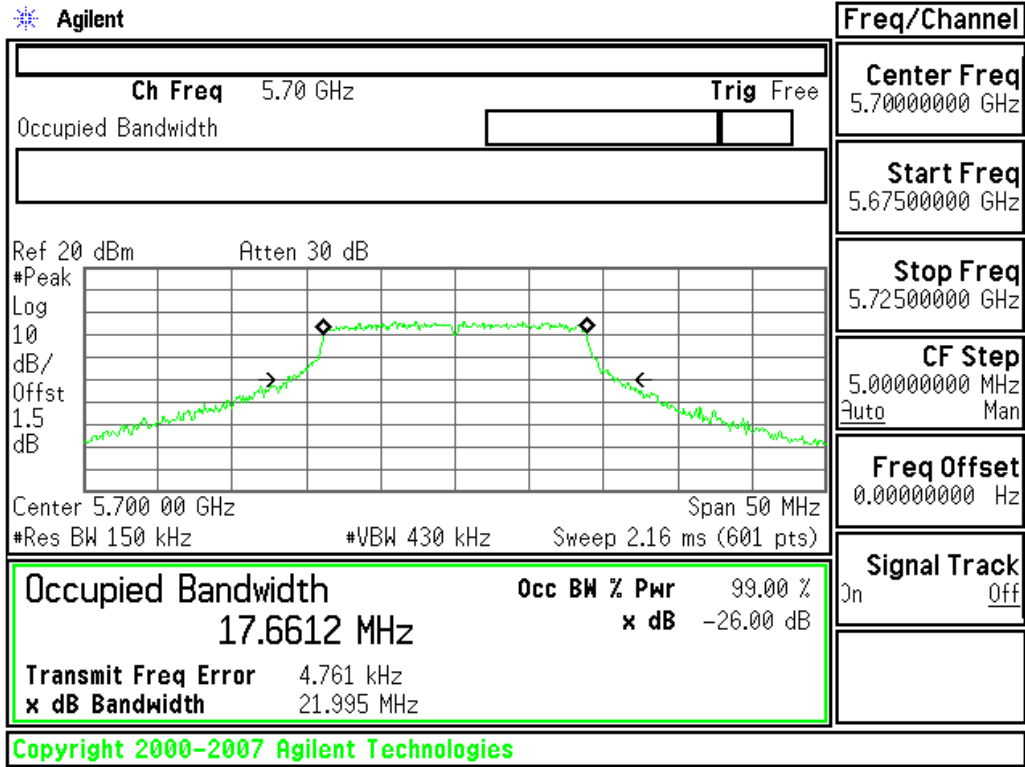 Agilent
Freq/Channel
Ch Freq 5.70 GHz Trig Free
Occupied Bandwidth
Center Freq
5.70000000 GHz
Start Freq
5.67500000 GHz
Stop Freq
5.72500000 GHz
CF Step
5.00000000 MHz
Auto Man
Freq Offset
0.00000000 Hz
Signal Track
On Off
Ref 20 dBm Atten 30 dB
#Peak
Log
10
dB/
Offst
1.5
dB
Center 5.700 00 GHz Span 50 MHz
#Res BW 150 kHz #VBW 430 kHz Sweep 2.16 ms (601 pts)
Occupied Bandwidth
17.6612 MHz
Occ BW % Pwr 99.00 %
x dB -26.00 dB
Transmit Freq Error 4.761 kHz
x dB Bandwidth 21.995 MHz
Copyright 2000-2007 Agilent Technologies